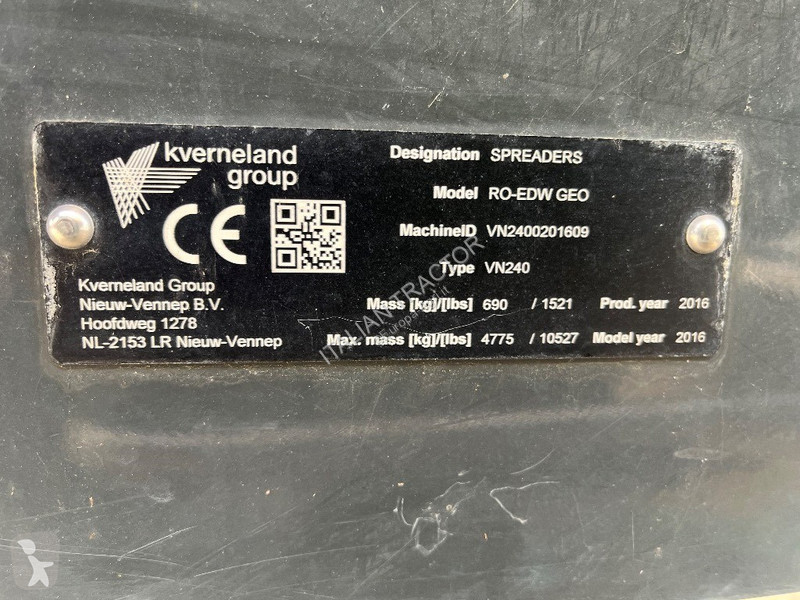 kverneland
group
CE
Kverneland Group
Nieuw-Vennep B.V.
Hoofdweg 1278
NL-2153 LR Nieuw-Vennep
Designation SPREADERS
Model RO-EDW GEO
MachineID VN2400201609
Type VN240
Mass [kg]/[lbs] 690 / 1521 Prod. year 2016
Max. mass [kg]/[lbs] 4775 / 10527 Model year 2016
ITALIANTRACTOR